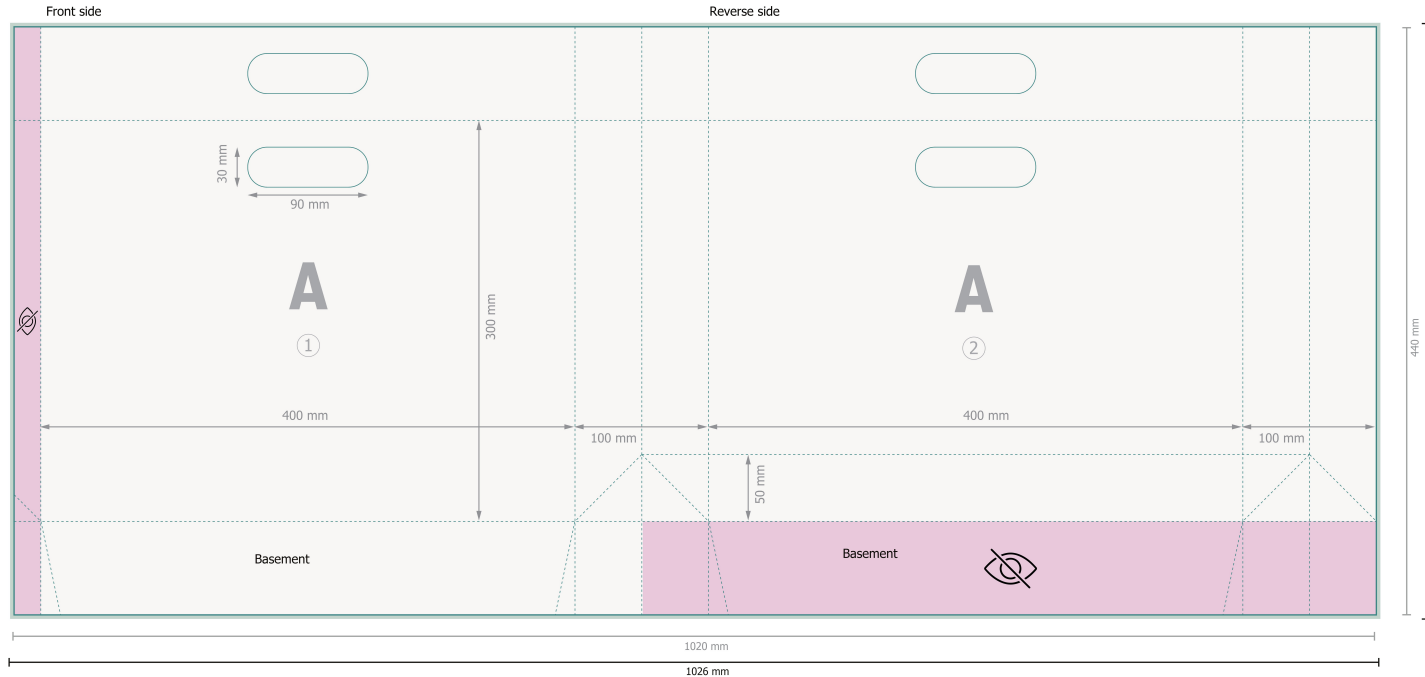 Front side
Reverse side
30 mm
90 mm
A
A
300 mm
440 mm
1
2
400 mm
400 mm
100 mm
100 mm
50 mm
Basement
Basement
1020 mm
1026 mm